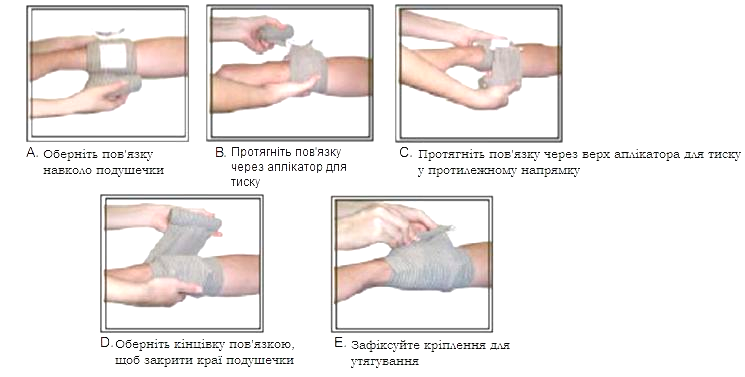 A. Оберніть пов'язку
навколо подушечки
B. Протягніть пов'язку
через аплікатор для
тиску
C. Протягніть пов'язку через верх аплікатора для тиску
у протилежному напрямку
D. Оберніть кінцівку пов'язкою,
щоб закрити краї подушечки
E. Зафіксуйте кріплення для
утягування